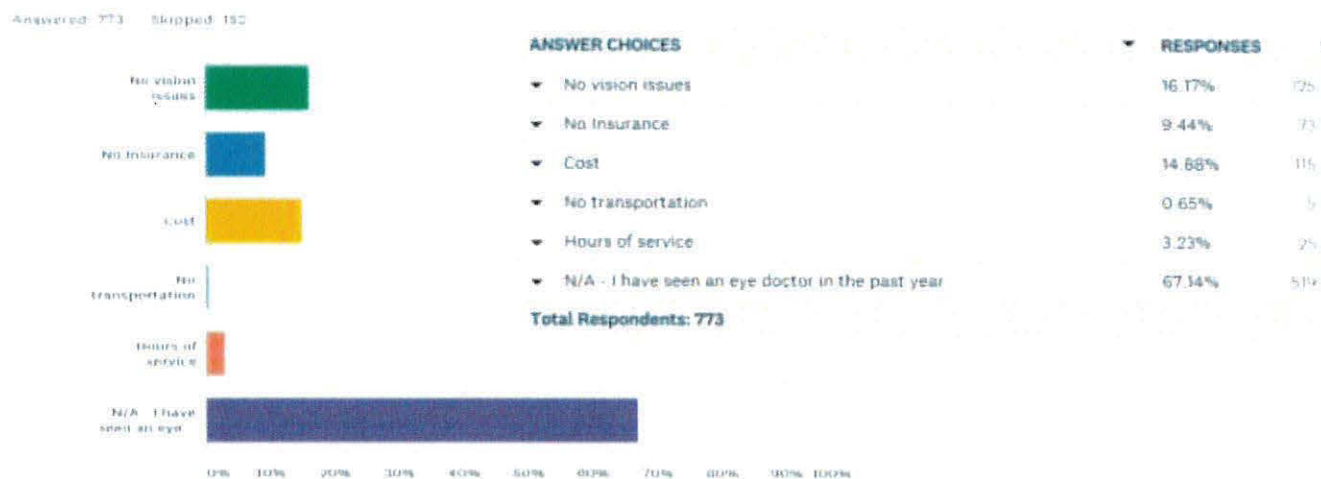 Answered: 773 Skipped: 152
No vision
issues
No Insurance
Cost
No
transportation
Hours of
service
N/A - I have
seen an eye
0% 10% 20% 30% 40% 50% 60% 70% 80% 90% 100%
ANSWER CHOICES RESPONSES
No vision issues 16.17% 125
No Insurance 9.44% 73
Cost 14.88% 115
No transportation 0.65% 5
Hours of service 3.23% 25
N/A - I have seen an eye doctor in the past year 67.14% 519
Total Respondents: 773